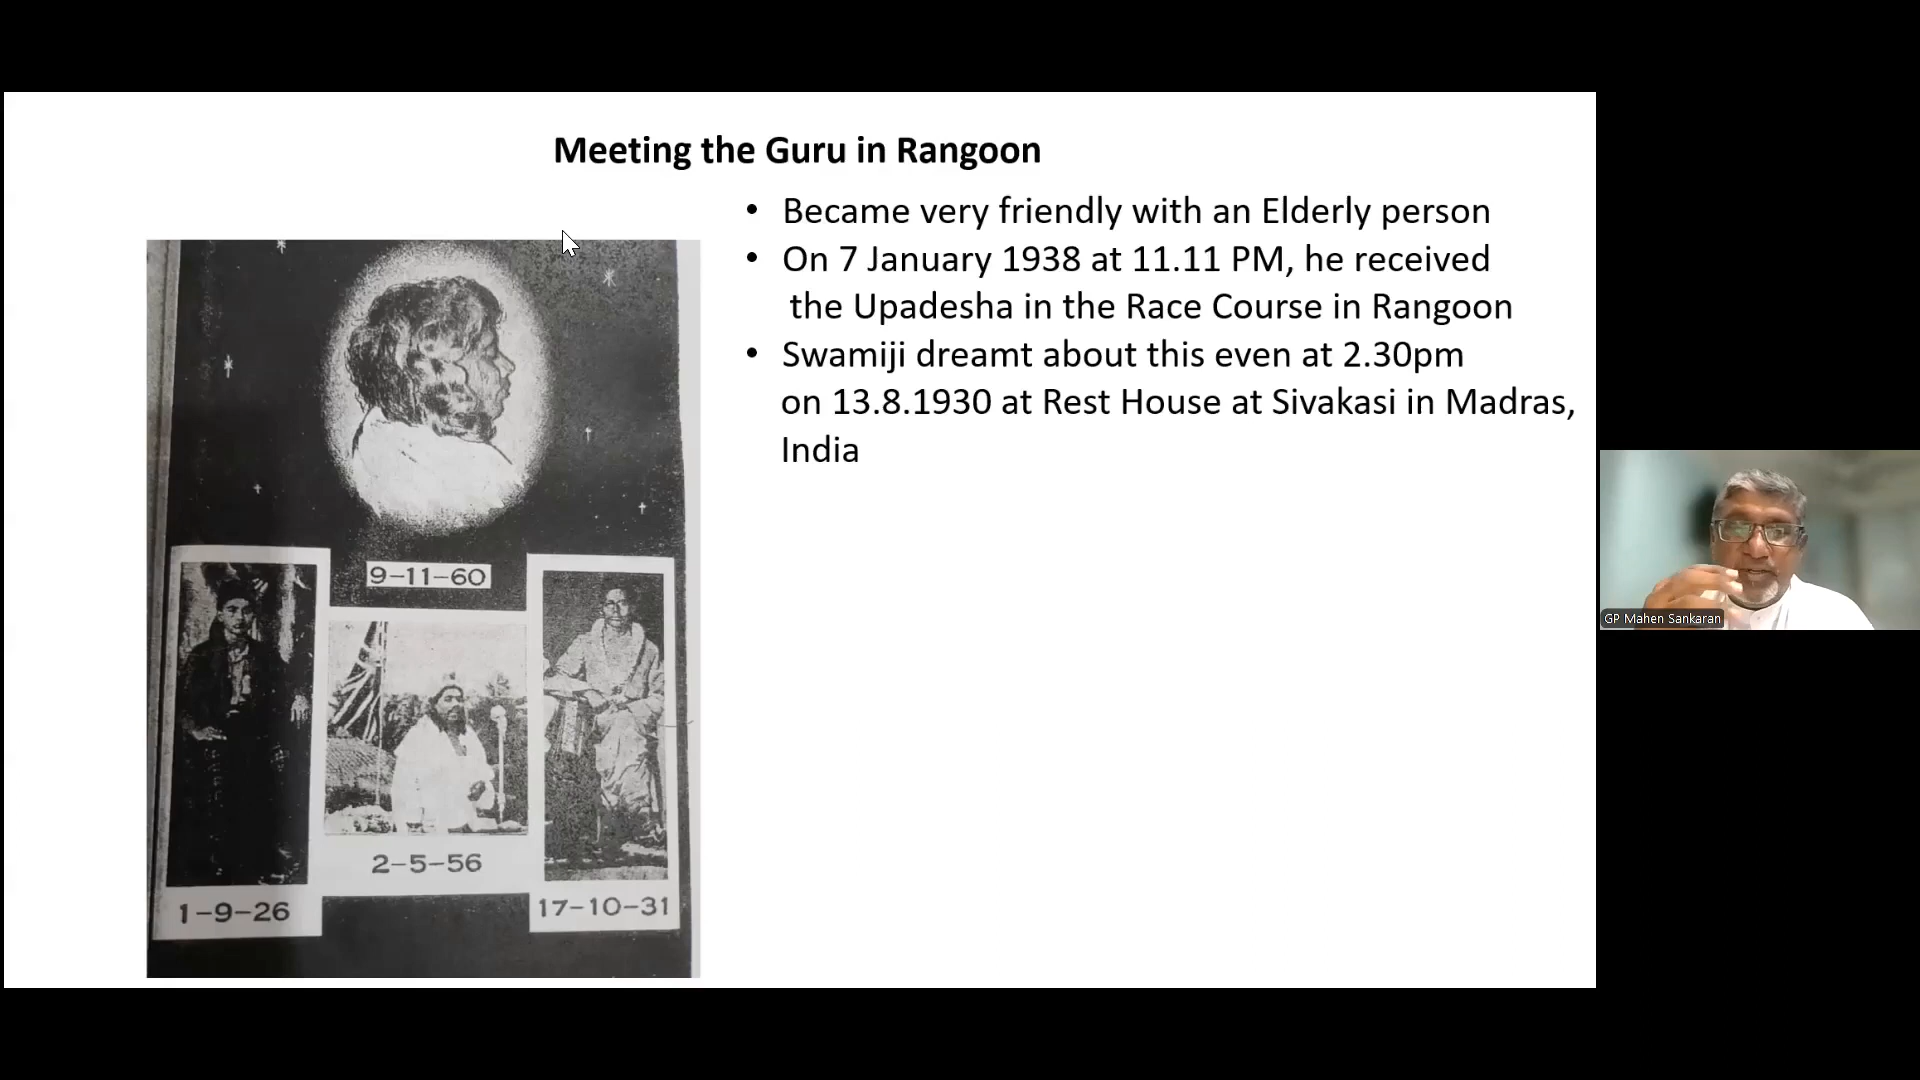 Meeting the Guru in Rangoon
• Became very friendly with an Elderly person
• On 7 January 1938 at 11.11 PM, he received
the Upadesha in the Race Course in Rangoon
• Swamiji dreamt about this even at 2.30pm
on 13.8.1930 at Rest House at Sivakasi in Madras,
India
9-11-60
2-5-56
1-9-26
17-10-31
GP Mahen Sankaran